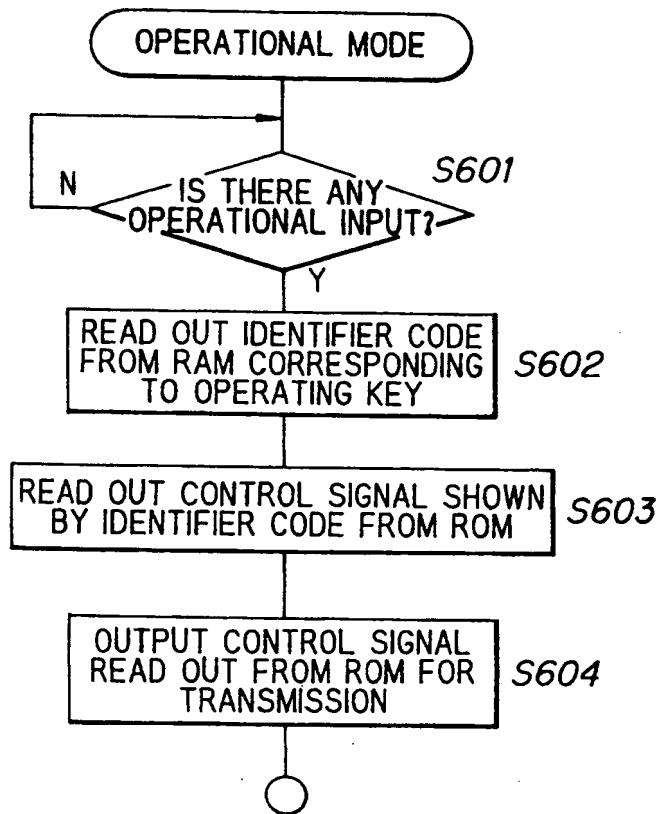 OPERATIONAL MODE
N
IS THERE ANY
OPERATIONAL INPUT?
S601
Y
READ OUT IDENTIFIER CODE
FROM RAM CORRESPONDING
TO OPERATING KEY
S602
READ OUT CONTROL SIGNAL SHOWN
BY IDENTIFIER CODE FROM ROM
S603
OUTPUT CONTROL SIGNAL
READ OUT FROM ROM FOR
TRANSMISSION
S604